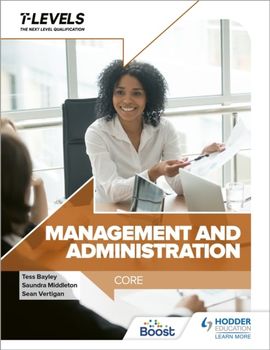 T-LEVELS
THE NEXT LEVEL QUALIFICATION
MANAGEMENT AND
ADMINISTRATION
Tess Bayley
Saundra Middleton
Sean Vertigan
CORE
Boost
HODDER
EDUCATION
LEARN MORE